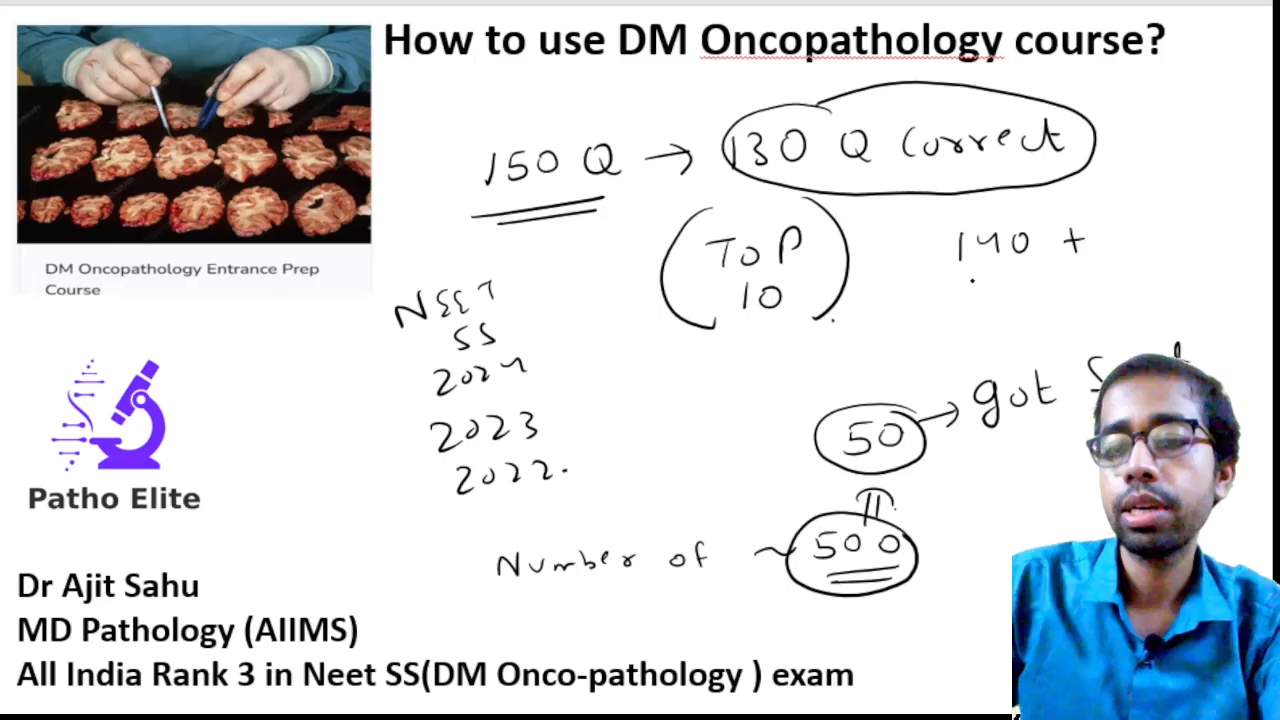 How to use DM Oncopathology course?
150 Q → 130 Q Correct
TOP
10
140 +
DM Oncopathology Entrance Prep
Course
NEET
SS
2024
2023
2022.
50 → got
Number of ~ 500
Patho Elite
Dr Ajit Sahu
MD Pathology (AIIMS)
All India Rank 3 in Neet SS(DM Onco-pathology ) exam